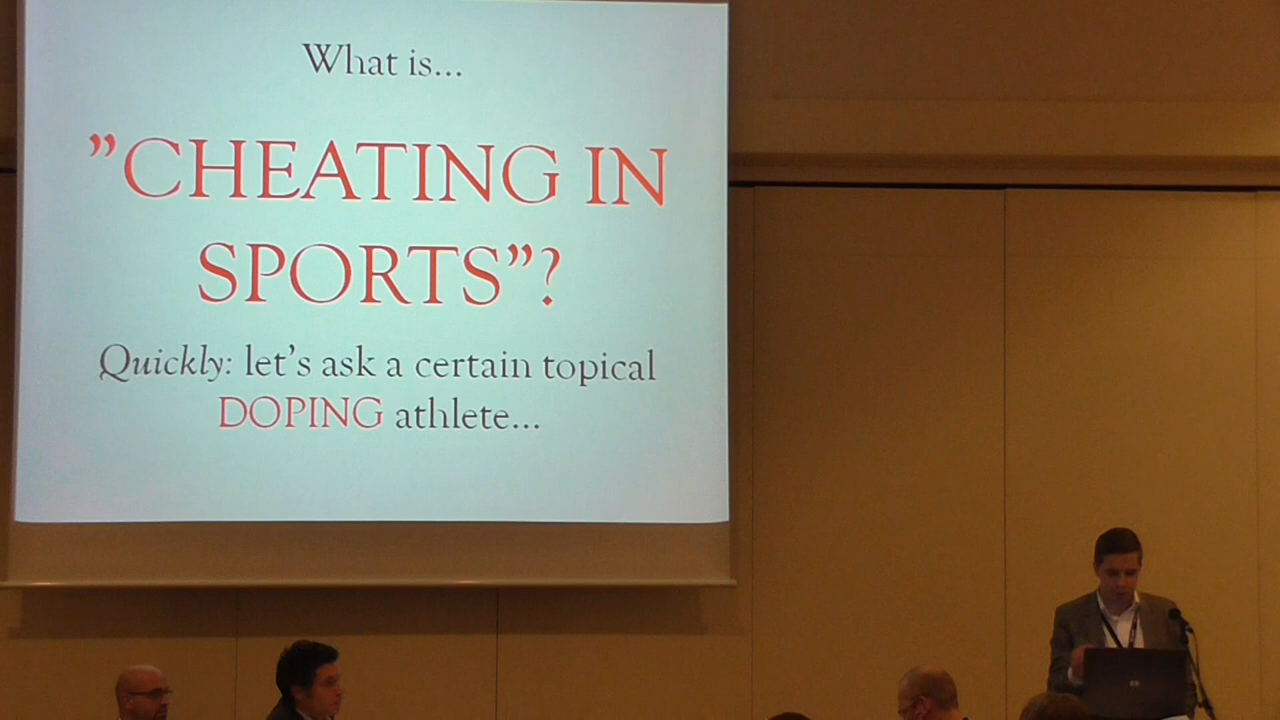 What is...
”CHEATING IN
SPORTS”?
Quickly: let’s ask a certain topical
DOPING athlete...